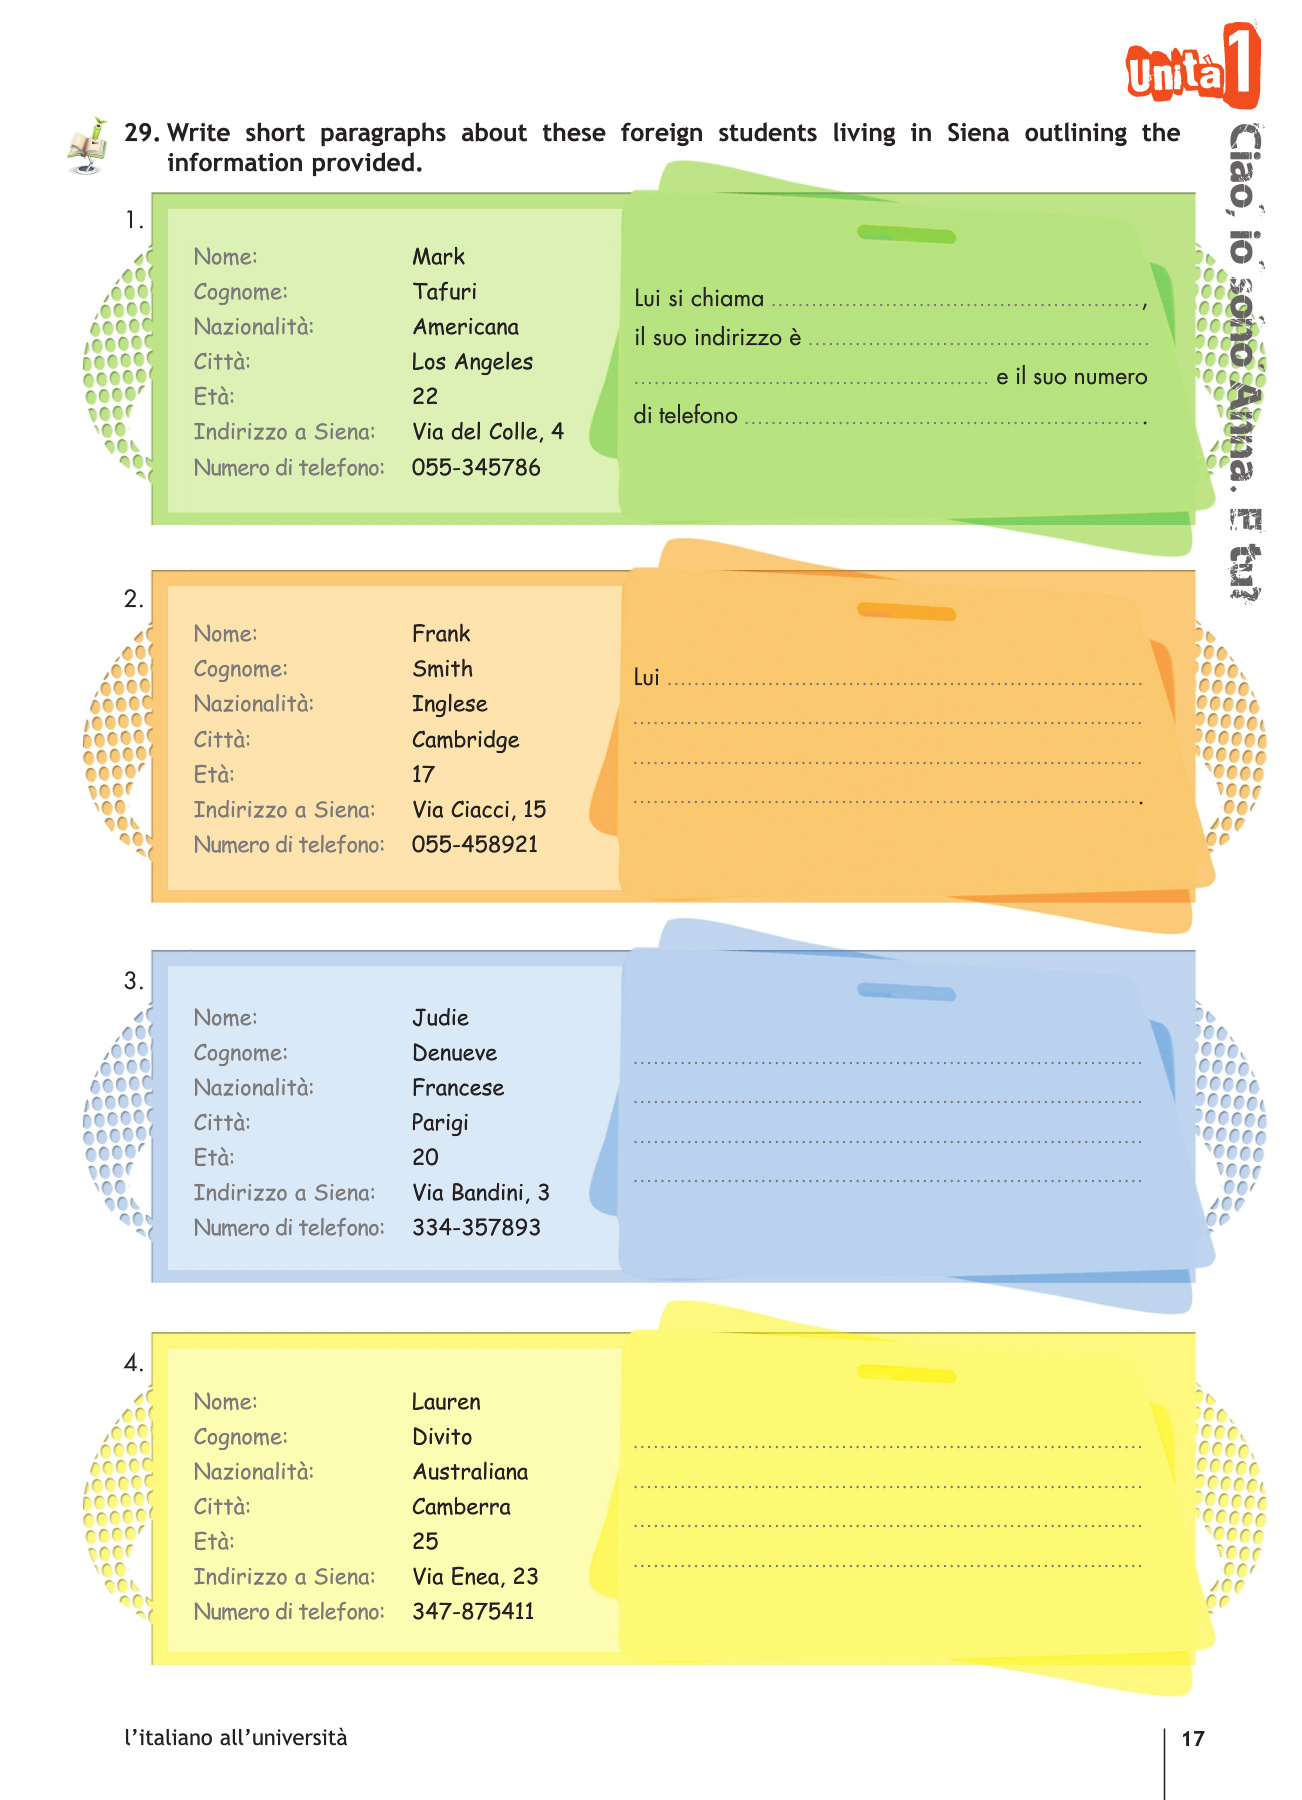 Unità 1
Ciao, io sono Anna. E tu?
29. Write short paragraphs about these foreign students living in Siena outlining the
information provided.
1.
Nome: Mark
Cognome: Tafuri
Nazionalità: Americana
Città: Los Angeles
Età: 22
Indirizzo a Siena: Via del Colle, 4
Numero di telefono: 055-345786
Lui si chiama ........................................................,
il suo indirizzo è ....................................................
...................................................... e il suo numero
di telefono .............................................................
2.
Nome: Frank
Cognome: Smith
Nazionalità: Inglese
Città: Cambridge
Età: 17
Indirizzo a Siena: Via Ciacci, 15
Numero di telefono: 055-458921
Lui ........................................................................
.............................................................................
.............................................................................
.............................................................................
3.
Nome: Judie
Cognome: Denueve
Nazionalità: Francese
Città: Parigi
Età: 20
Indirizzo a Siena: Via Bandini, 3
Numero di telefono: 334-357893
.............................................................................
.............................................................................
.............................................................................
.............................................................................
4.
Nome: Lauren
Cognome: Divito
Nazionalità: Australiana
Città: Camberra
Età: 25
Indirizzo a Siena: Via Enea, 23
Numero di telefono: 347-875411
.............................................................................
.............................................................................
.............................................................................
.............................................................................
l'italiano all'università
17